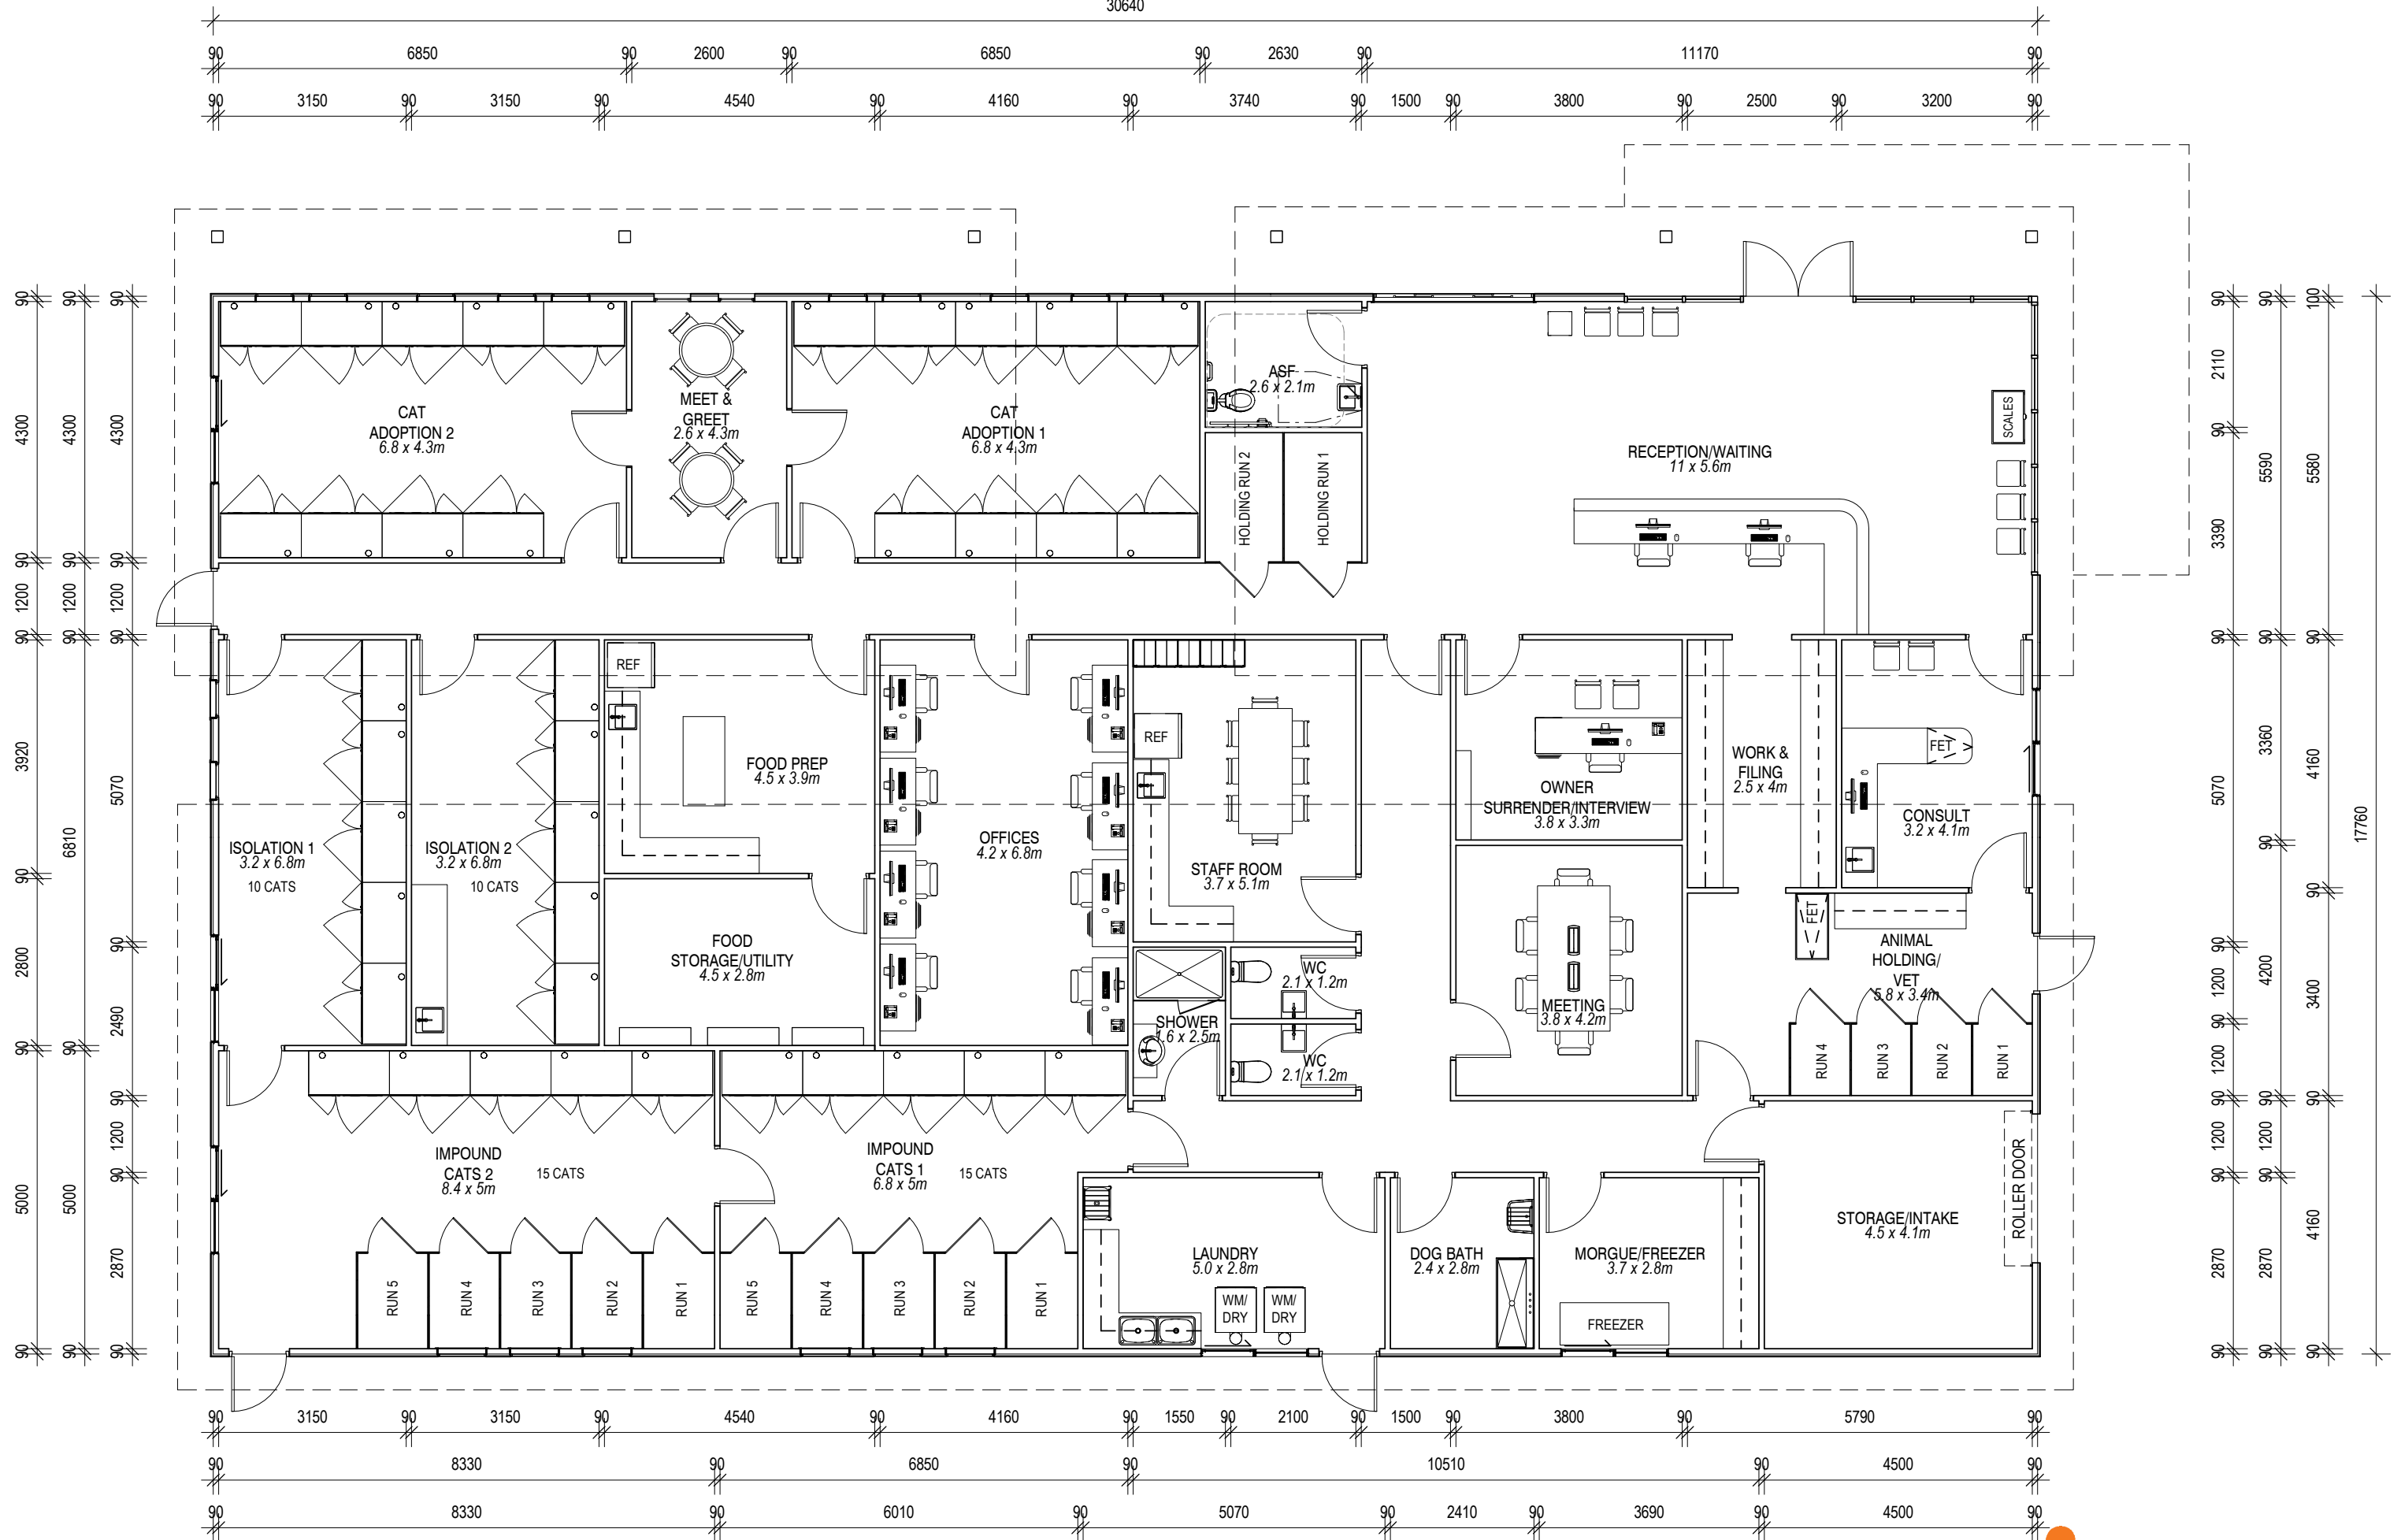 30640
90 6850 90 2600 90 6850 90 2630 90 11170 90
90 3150 90 3150 90 4540 90 4160 90 3740 90 1500 90 3800 90 2500 90 3200 90
90 4300 90 1200 90 3920 90 2800 90 5000 90
90 4300 90 1200 90 6810 90 5000 90
90 4300 90 1200 90 5070 90 2490 90 1200 90 2870 90
CAT
ADOPTION 2
6.8 x 4.3m
MEET &
GREET
2.6 x 4.3m
CAT
ADOPTION 1
6.8 x 4.3m
ASF
2.6 x 2.1m
HOLDING RUN 2
HOLDING RUN 1
RECEPTION/WAITING
11 x 5.6m
SCALES
ISOLATION 1
3.2 x 6.8m
10 CATS
ISOLATION 2
3.2 x 6.8m
10 CATS
REF
FOOD PREP
4.5 x 3.9m
FOOD
STORAGE/UTILITY
4.5 x 2.8m
OFFICES
4.2 x 6.8m
REF
STAFF ROOM
3.7 x 5.1m
OWNER
SURRENDER/INTERVIEW
3.8 x 3.3m
WORK &
FILING
2.5 x 4m
FET
CONSULT
3.2 x 4.1m
WC
2.1 x 1.2m
SHOWER
1.6 x 2.5m
WC
2.1 x 1.2m
MEETING
3.8 x 4.2m
FET
ANIMAL
HOLDING/
VET
5.8 x 3.4m
RUN 4
RUN 3
RUN 2
RUN 1
IMPOUND
CATS 2
8.4 x 5m
15 CATS
IMPOUND
CATS 1
6.8 x 5m
15 CATS
RUN 5
RUN 4
RUN 3
RUN 2
RUN 1
RUN 5
RUN 4
RUN 3
RUN 2
RUN 1
LAUNDRY
5.0 x 2.8m
WM/
DRY
WM/
DRY
DOG BATH
2.4 x 2.8m
MORGUE/FREEZER
3.7 x 2.8m
FREEZER
STORAGE/INTAKE
4.5 x 4.1m
ROLLER DOOR
90 2110 90 3390 90 5070 90 1200 90 1200 90 1200 90 2870 90
90 5590 90 3360 90 4200 90 1200 90 2870 90
100 5580 90 4160 90 3400 90 4160 90
17760
90 3150 90 3150 90 4540 90 4160 90 1550 90 2100 90 1500 90 3800 90 5790 90
90 8330 90 6850 90 10510 90 4500 90
90 8330 90 6010 90 5070 90 2410 90 3690 90 4500 90